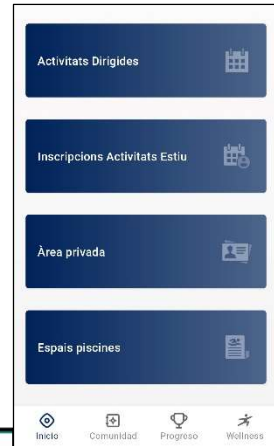 Activitats Dirigides
Inscripcions Activitats Estiu
Àrea privada
Espais piscines
Inicio Comunidad Progreso Wellness